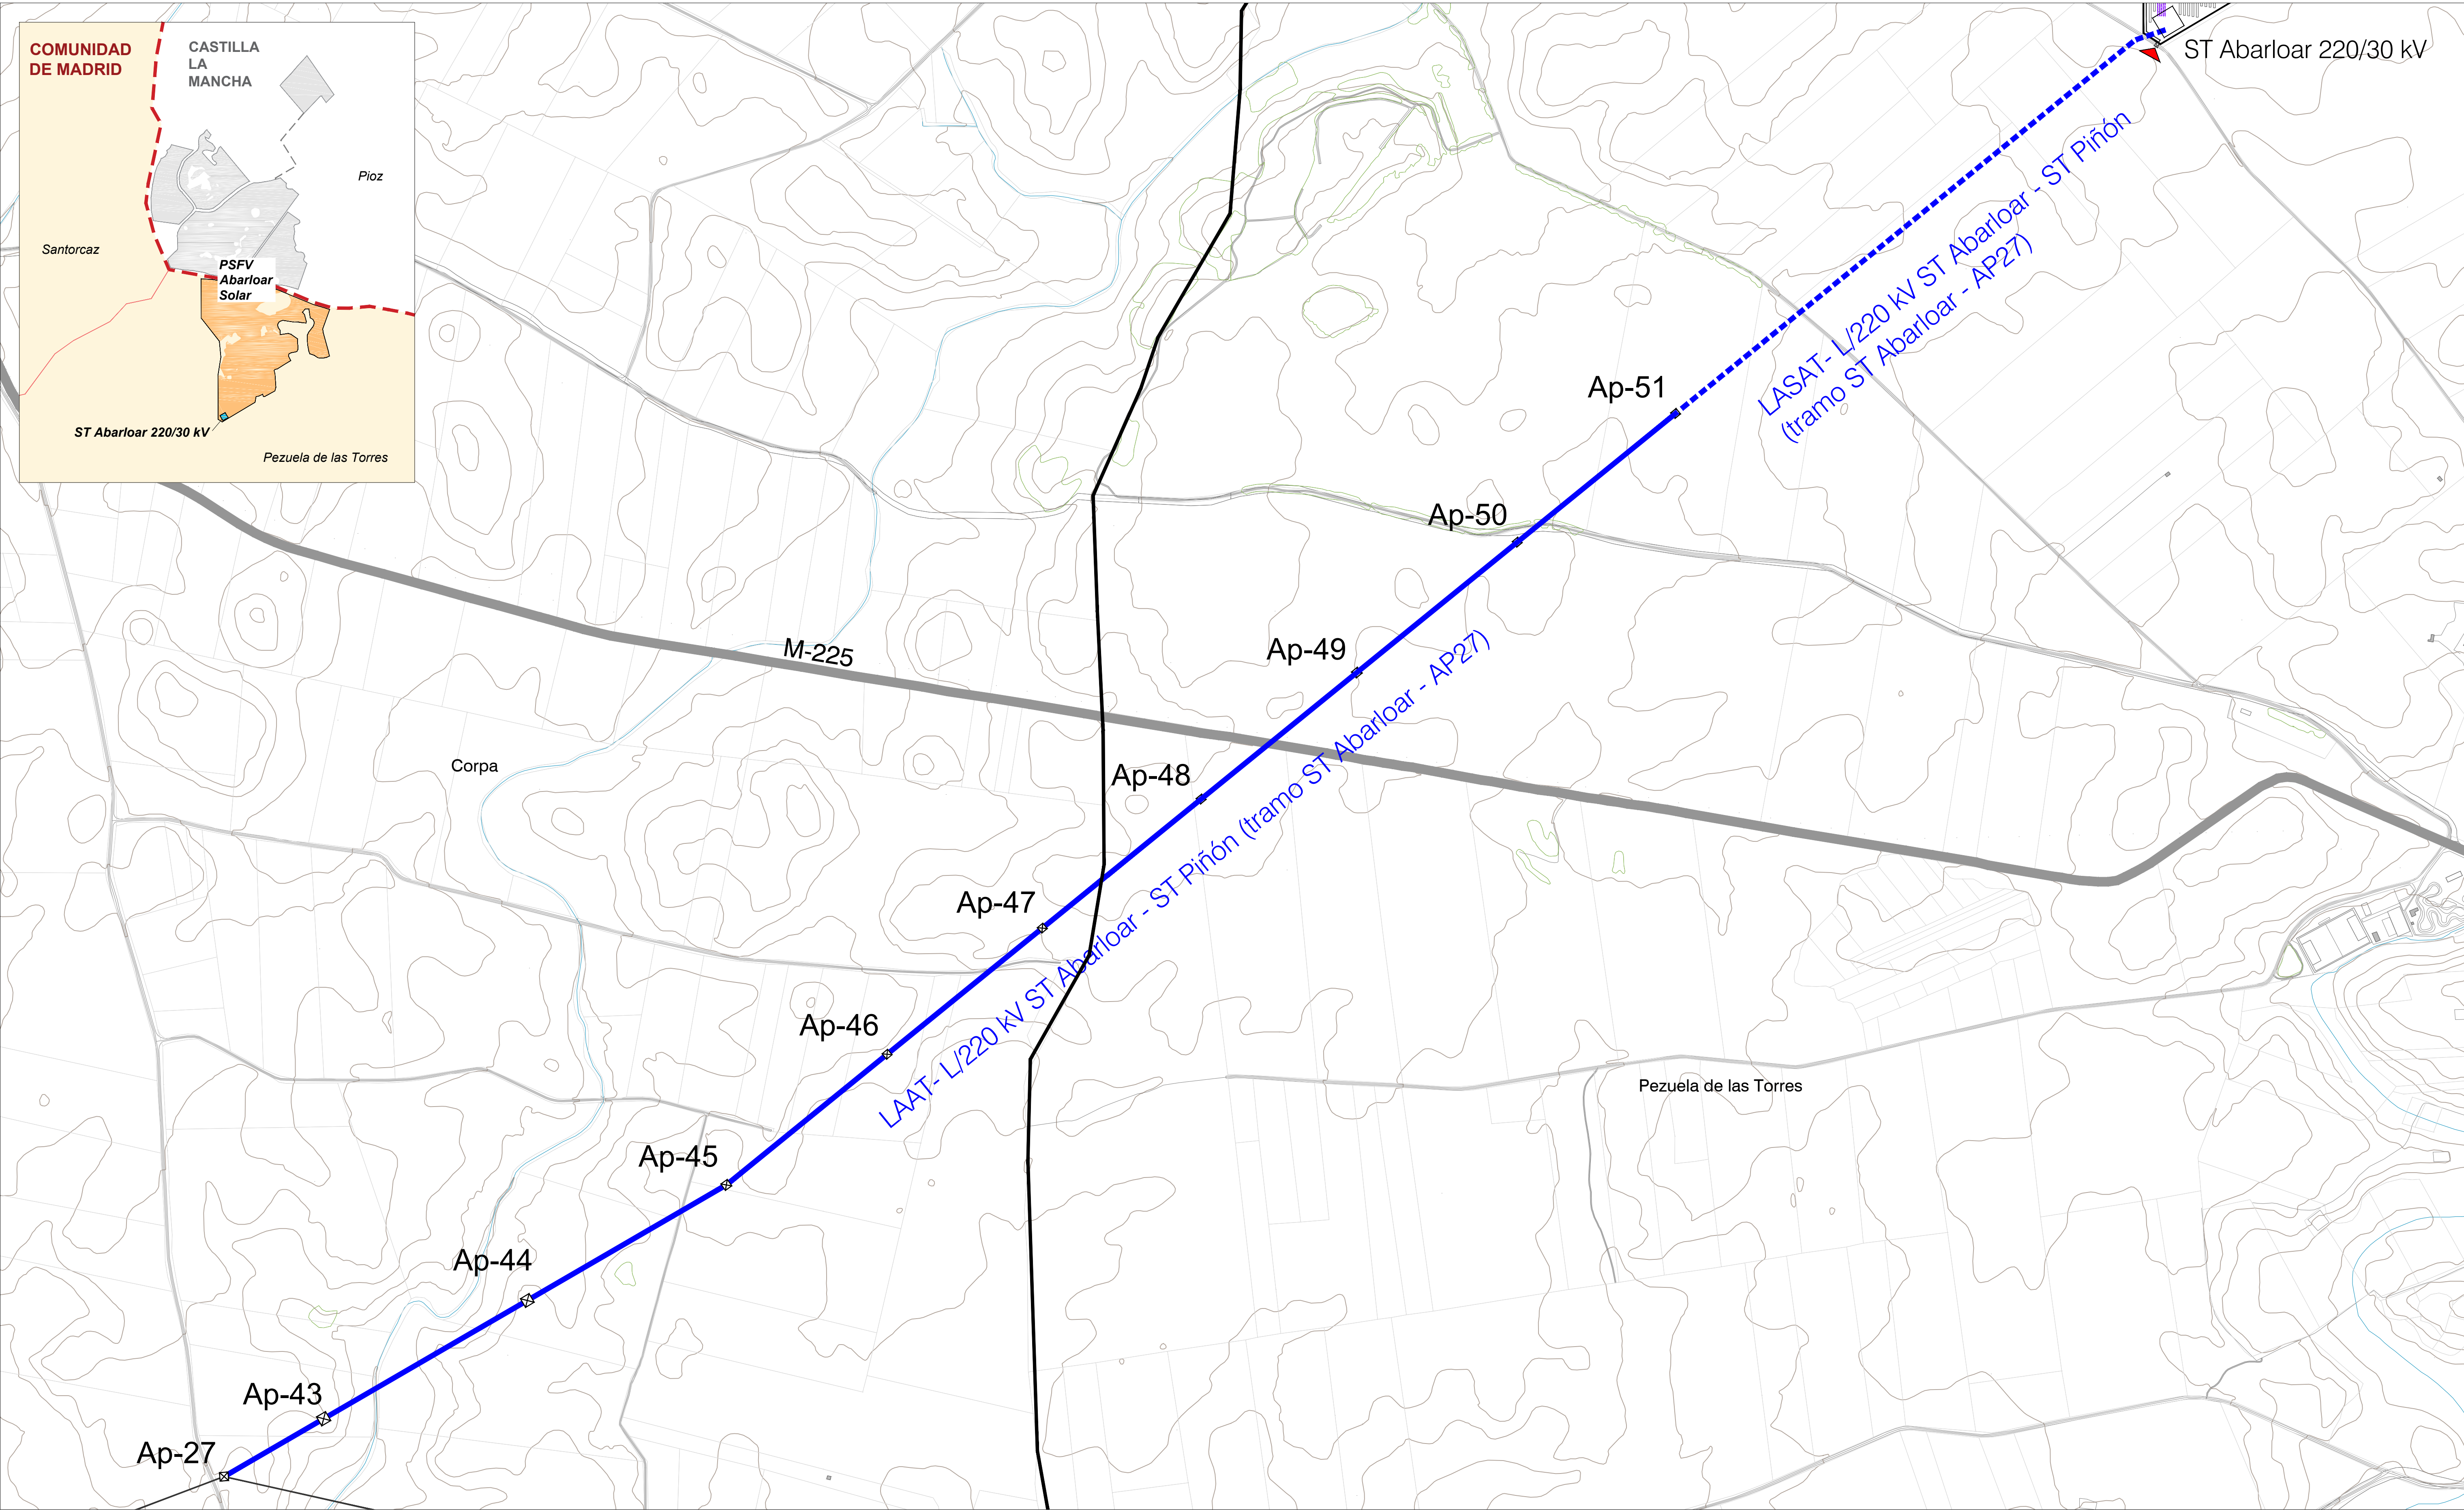 COMUNIDAD
DE MADRID
CASTILLA
LA
MANCHA
Pioz
Santorcaz
PSFV
Abarloar
Solar
ST Abarloar 220/30 kV
Pezuela de las Torres
ST Abarloar 220/30 kV
LASAT- L/220 kV ST Abarloar - ST Piñón
(tramo ST Abarloar - AP27)
Ap-51
Ap-50
Ap-49
M-225
Corpa
Ap-48
LAAT- L/220 kV ST Abarloar - ST Piñón (tramo ST Abarloar - AP27)
Ap-47
Ap-46
Pezuela de las Torres
Ap-45
Ap-44
Ap-43
Ap-27